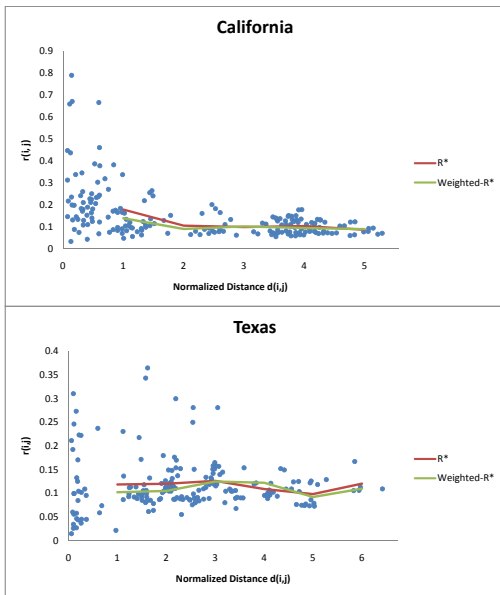 California
0.9
0.8
0.7
0.6
0.5
0.4
0.3
0.2
0.1
0
r(i,j)
0 1 2 3 4 5
Normalized Distance d(i,j)
R*
Weighted-R*
Texas
0.4
0.35
0.3
0.25
0.2
0.15
0.1
0.05
0
r(i,j)
0 1 2 3 4 5 6
Normalized Distance d(i,j)
R*
Weighted-R*